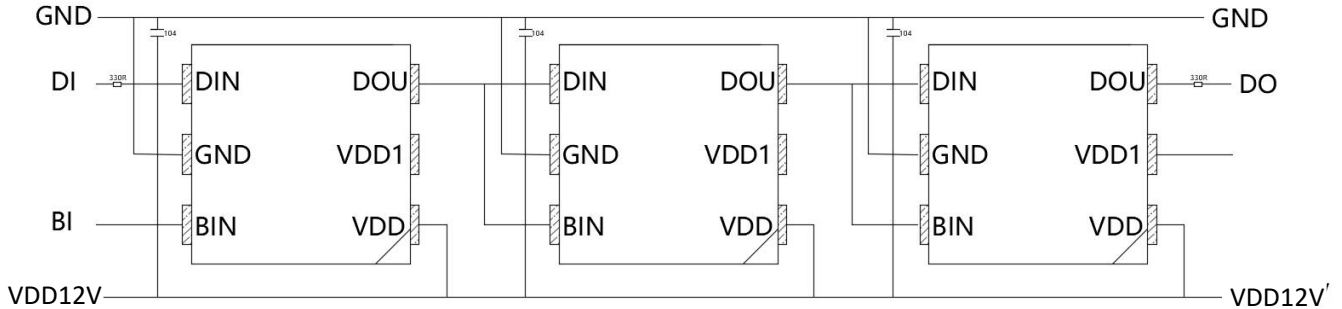 GND GND
104 104 104
DI 330R DIN DOU DIN DOU DIN DOU 330R DO
GND VDD1 GND VDD1 GND VDD1
BI BIN VDD BIN VDD BIN VDD
VDD12V VDD12V'